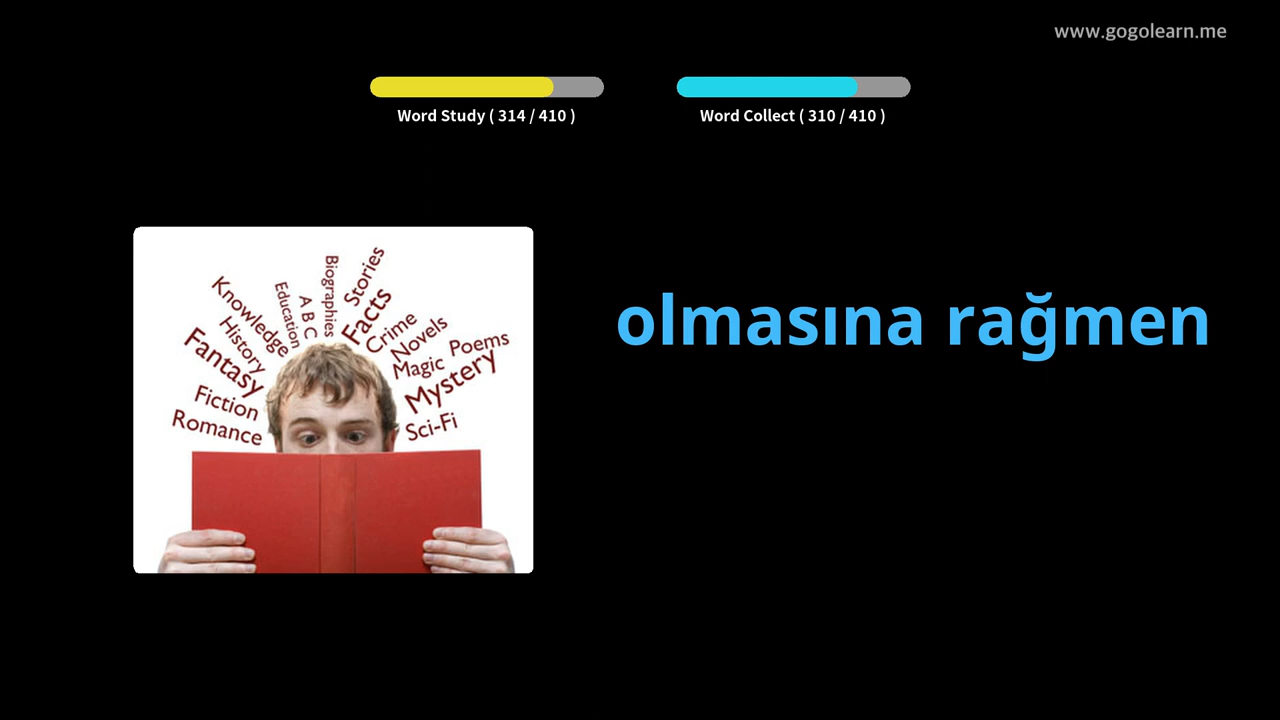 www.gogolearn.me
Word Study ( 314 / 410 )
Word Collect ( 310 / 410 )
olmasına rağmen
Biographies
Stories
Education
A B C
Facts
Knowledge
History
Crime
Novels
Poems
Fantasy
Magic
Mystery
Fiction
Romance
Sci-Fi